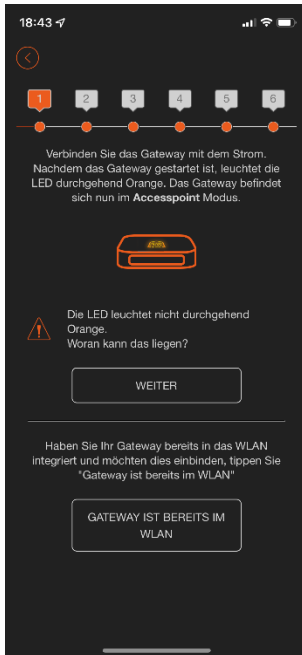 18:43
1 2 3 4 5 6
Verbinden Sie das Gateway mit dem Strom.
Nachdem das Gateway gestartet ist, leuchtet die
LED durchgehend Orange. Das Gateway befindet
sich nun im Accesspoint Modus.
Die LED leuchtet nicht durchgehend
Orange.
Woran kann das liegen?
WEITER
Haben Sie Ihr Gateway bereits in das WLAN
integriert und möchten dies einbinden, tippen Sie
"Gateway ist bereits im WLAN"
GATEWAY IST BEREITS IM
WLAN